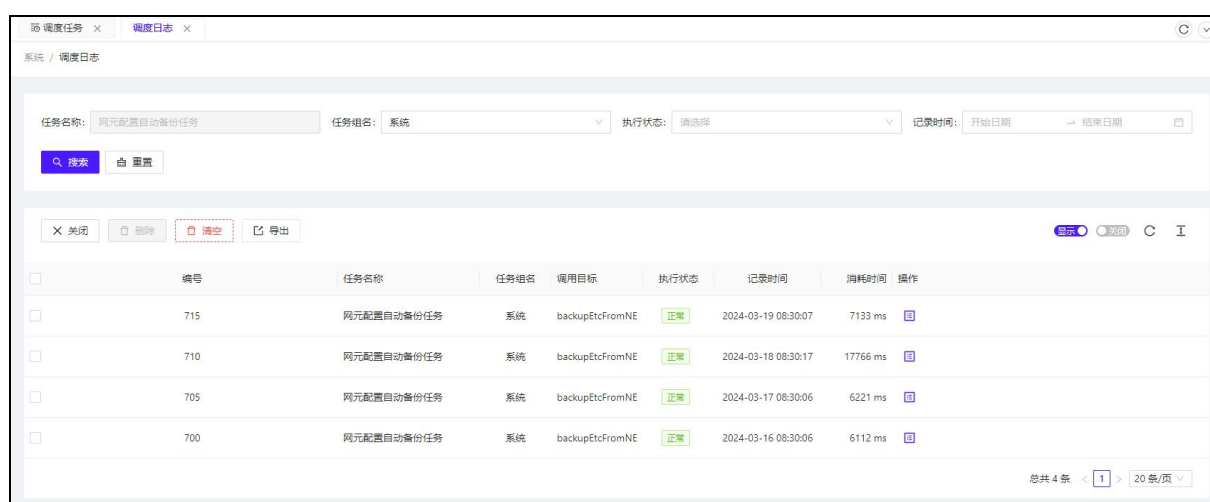 调度任务 调度日志
系统 / 调度日志
任务名称: 网元配置自动备份任务 任务组名: 系统 执行状态: 请选择 记录时间: 开始日期 → 结束日期
搜索 重置
关闭 删除 清空 导出 显示 关闭
编号 任务名称 任务组名 调用目标 执行状态 记录时间 消耗时间 操作
715 网元配置自动备份任务 系统 backupEtcFromNE 正常 2024-03-19 08:30:07 7133 ms
710 网元配置自动备份任务 系统 backupEtcFromNE 正常 2024-03-18 08:30:17 17766 ms
705 网元配置自动备份任务 系统 backupEtcFromNE 正常 2024-03-17 08:30:06 6221 ms
700 网元配置自动备份任务 系统 backupEtcFromNE 正常 2024-03-16 08:30:06 6112 ms
总共 4 条 < 1 > 20 条/页